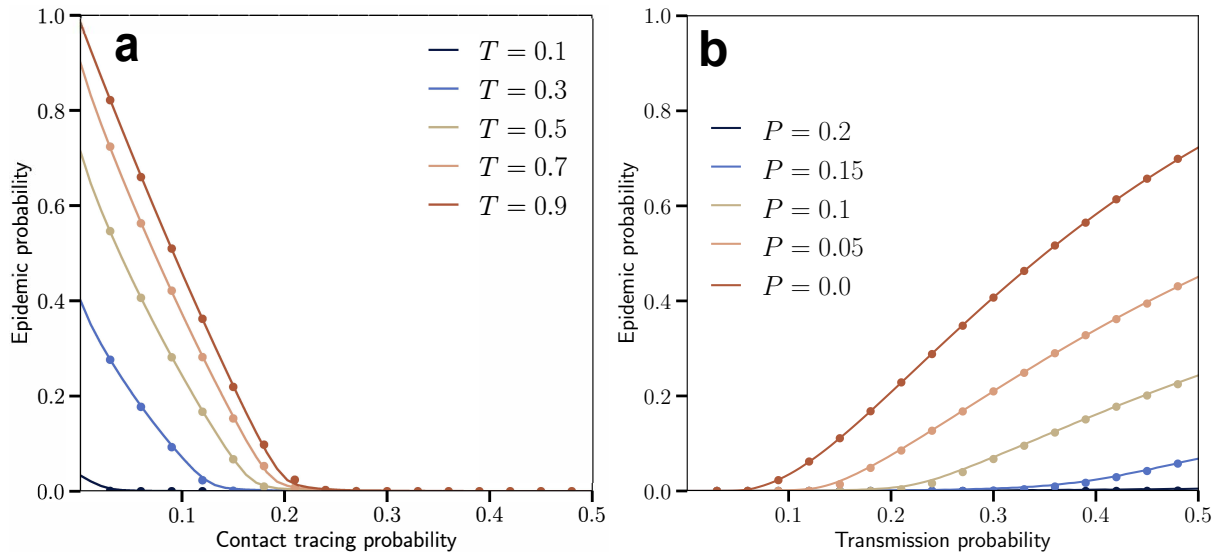 a
1.0
0.8
0.6
0.4
0.2
0.0
Epidemic probability
T = 0.1
T = 0.3
T = 0.5
T = 0.7
T = 0.9
0.1
0.2
0.3
0.4
0.5
Contact tracing probability
b
1.0
0.8
0.6
0.4
0.2
0.0
Epidemic probability
P = 0.2
P = 0.15
P = 0.1
P = 0.05
P = 0.0
0.1
0.2
0.3
0.4
0.5
Transmission probability